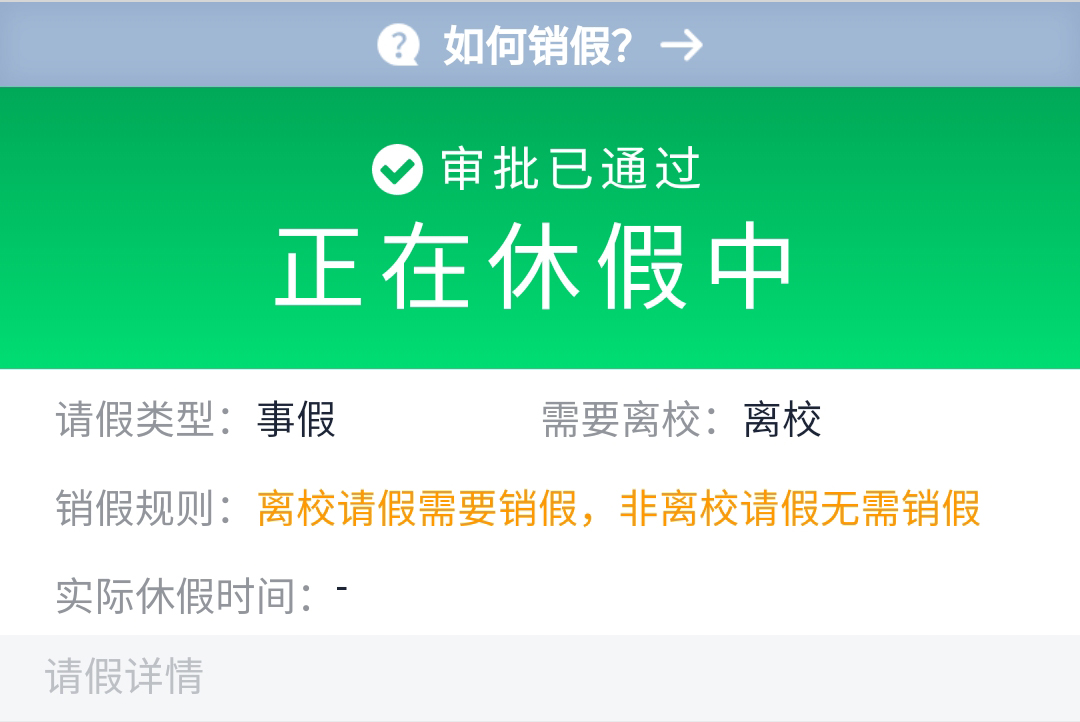 如何销假？ →
审批已通过
正在休假中
请假类型：事假 需要离校：离校
销假规则：离校请假需要销假，非离校请假无需销假
实际休假时间：-
请假详情